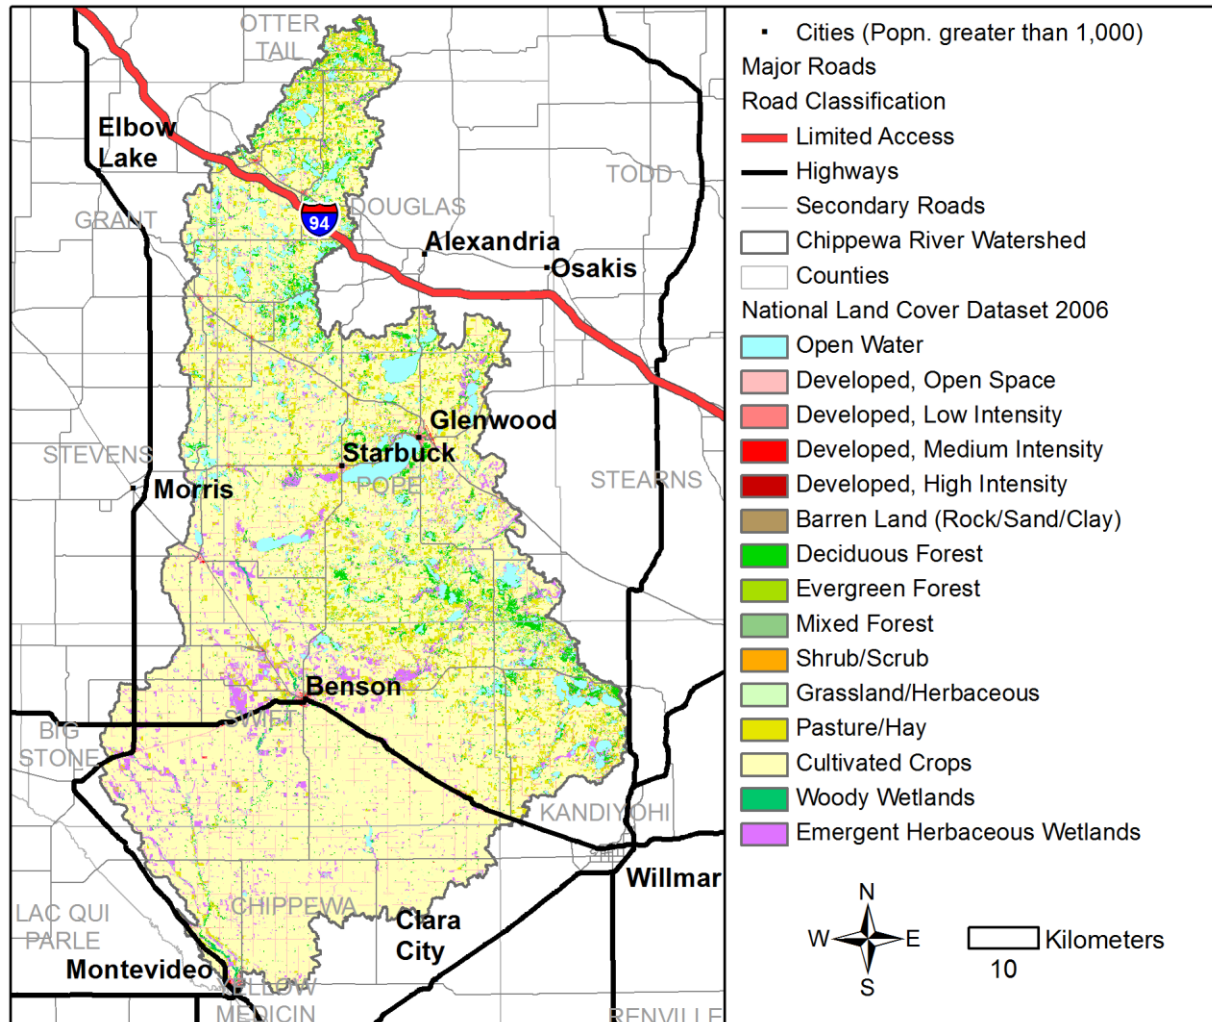 OTTER
TAIL
Elbow
Lake
TODD
GRANT
DOUGLAS
94
Alexandria
Osakis
Glenwood
Starbuck
STEVENS
POPE
STEARNS
Morris
Benson
SWIFT
BIG
STONE
KANDIYOHI
Willmar
CHIPPEWA
Clara
City
LAC QUI
PARLE
Montevideo
YELLOW
MEDICIN
RENVILLE
Cities (Popn. greater than 1,000)
Major Roads
Road Classification
Limited Access
Highways
Secondary Roads
Chippewa River Watershed
Counties
National Land Cover Dataset 2006
Open Water
Developed, Open Space
Developed, Low Intensity
Developed, Medium Intensity
Developed, High Intensity
Barren Land (Rock/Sand/Clay)
Deciduous Forest
Evergreen Forest
Mixed Forest
Shrub/Scrub
Grassland/Herbaceous
Pasture/Hay
Cultivated Crops
Woody Wetlands
Emergent Herbaceous Wetlands
N
W E
S
Kilometers
10